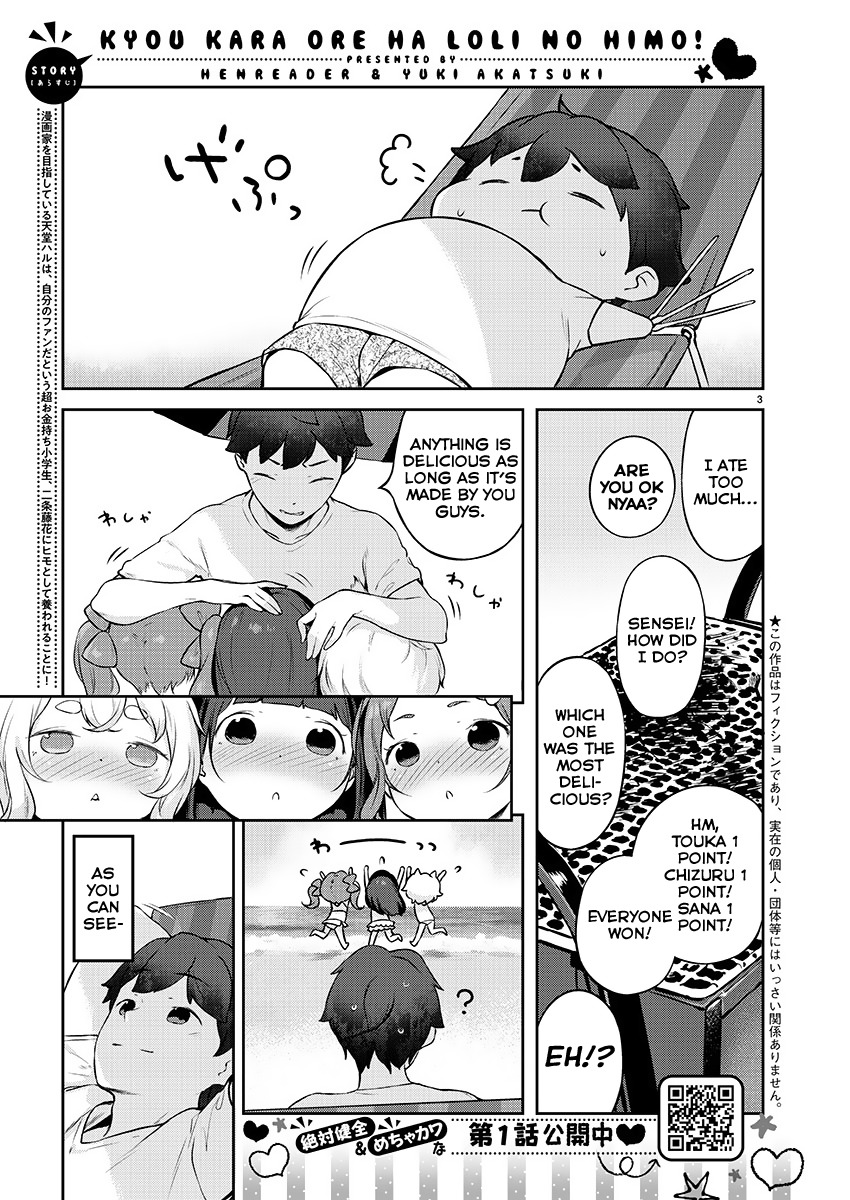 KYOU KARA ORE HA LOLI NO HIMO!
PRESENTED BY
HENREADER & YUKI AKATSUKI
STORY
[あらすじ]
漫画家を目指している天堂ハルは、自分のファンだという超お金持ち小学生、二条藤花にヒモとして養われることに!
げぷっ
3
I ATE
TOO
MUCH...
ARE
YOU OK
NYAA?
SENSEI!
HOW DID
I DO?
WHICH
ONE
WAS THE
MOST
DELI-
CIOUS?
HM,
TOUKA 1
POINT!
CHIZURU 1
POINT!
SANA 1
POINT!
EVERYONE
WON!
EH!?
★この作品はフィクションであり、実在の個人・団体等にはいっさい関係ありません。
ANYTHING IS
DELICIOUS AS
LONG AS IT'S
MADE BY YOU
GUYS.
わしゃ
わしゃ
わーーっ
?
AS
YOU
CAN
SEE-
絶対健全
&
めちゃカワ
な
第1話公開中